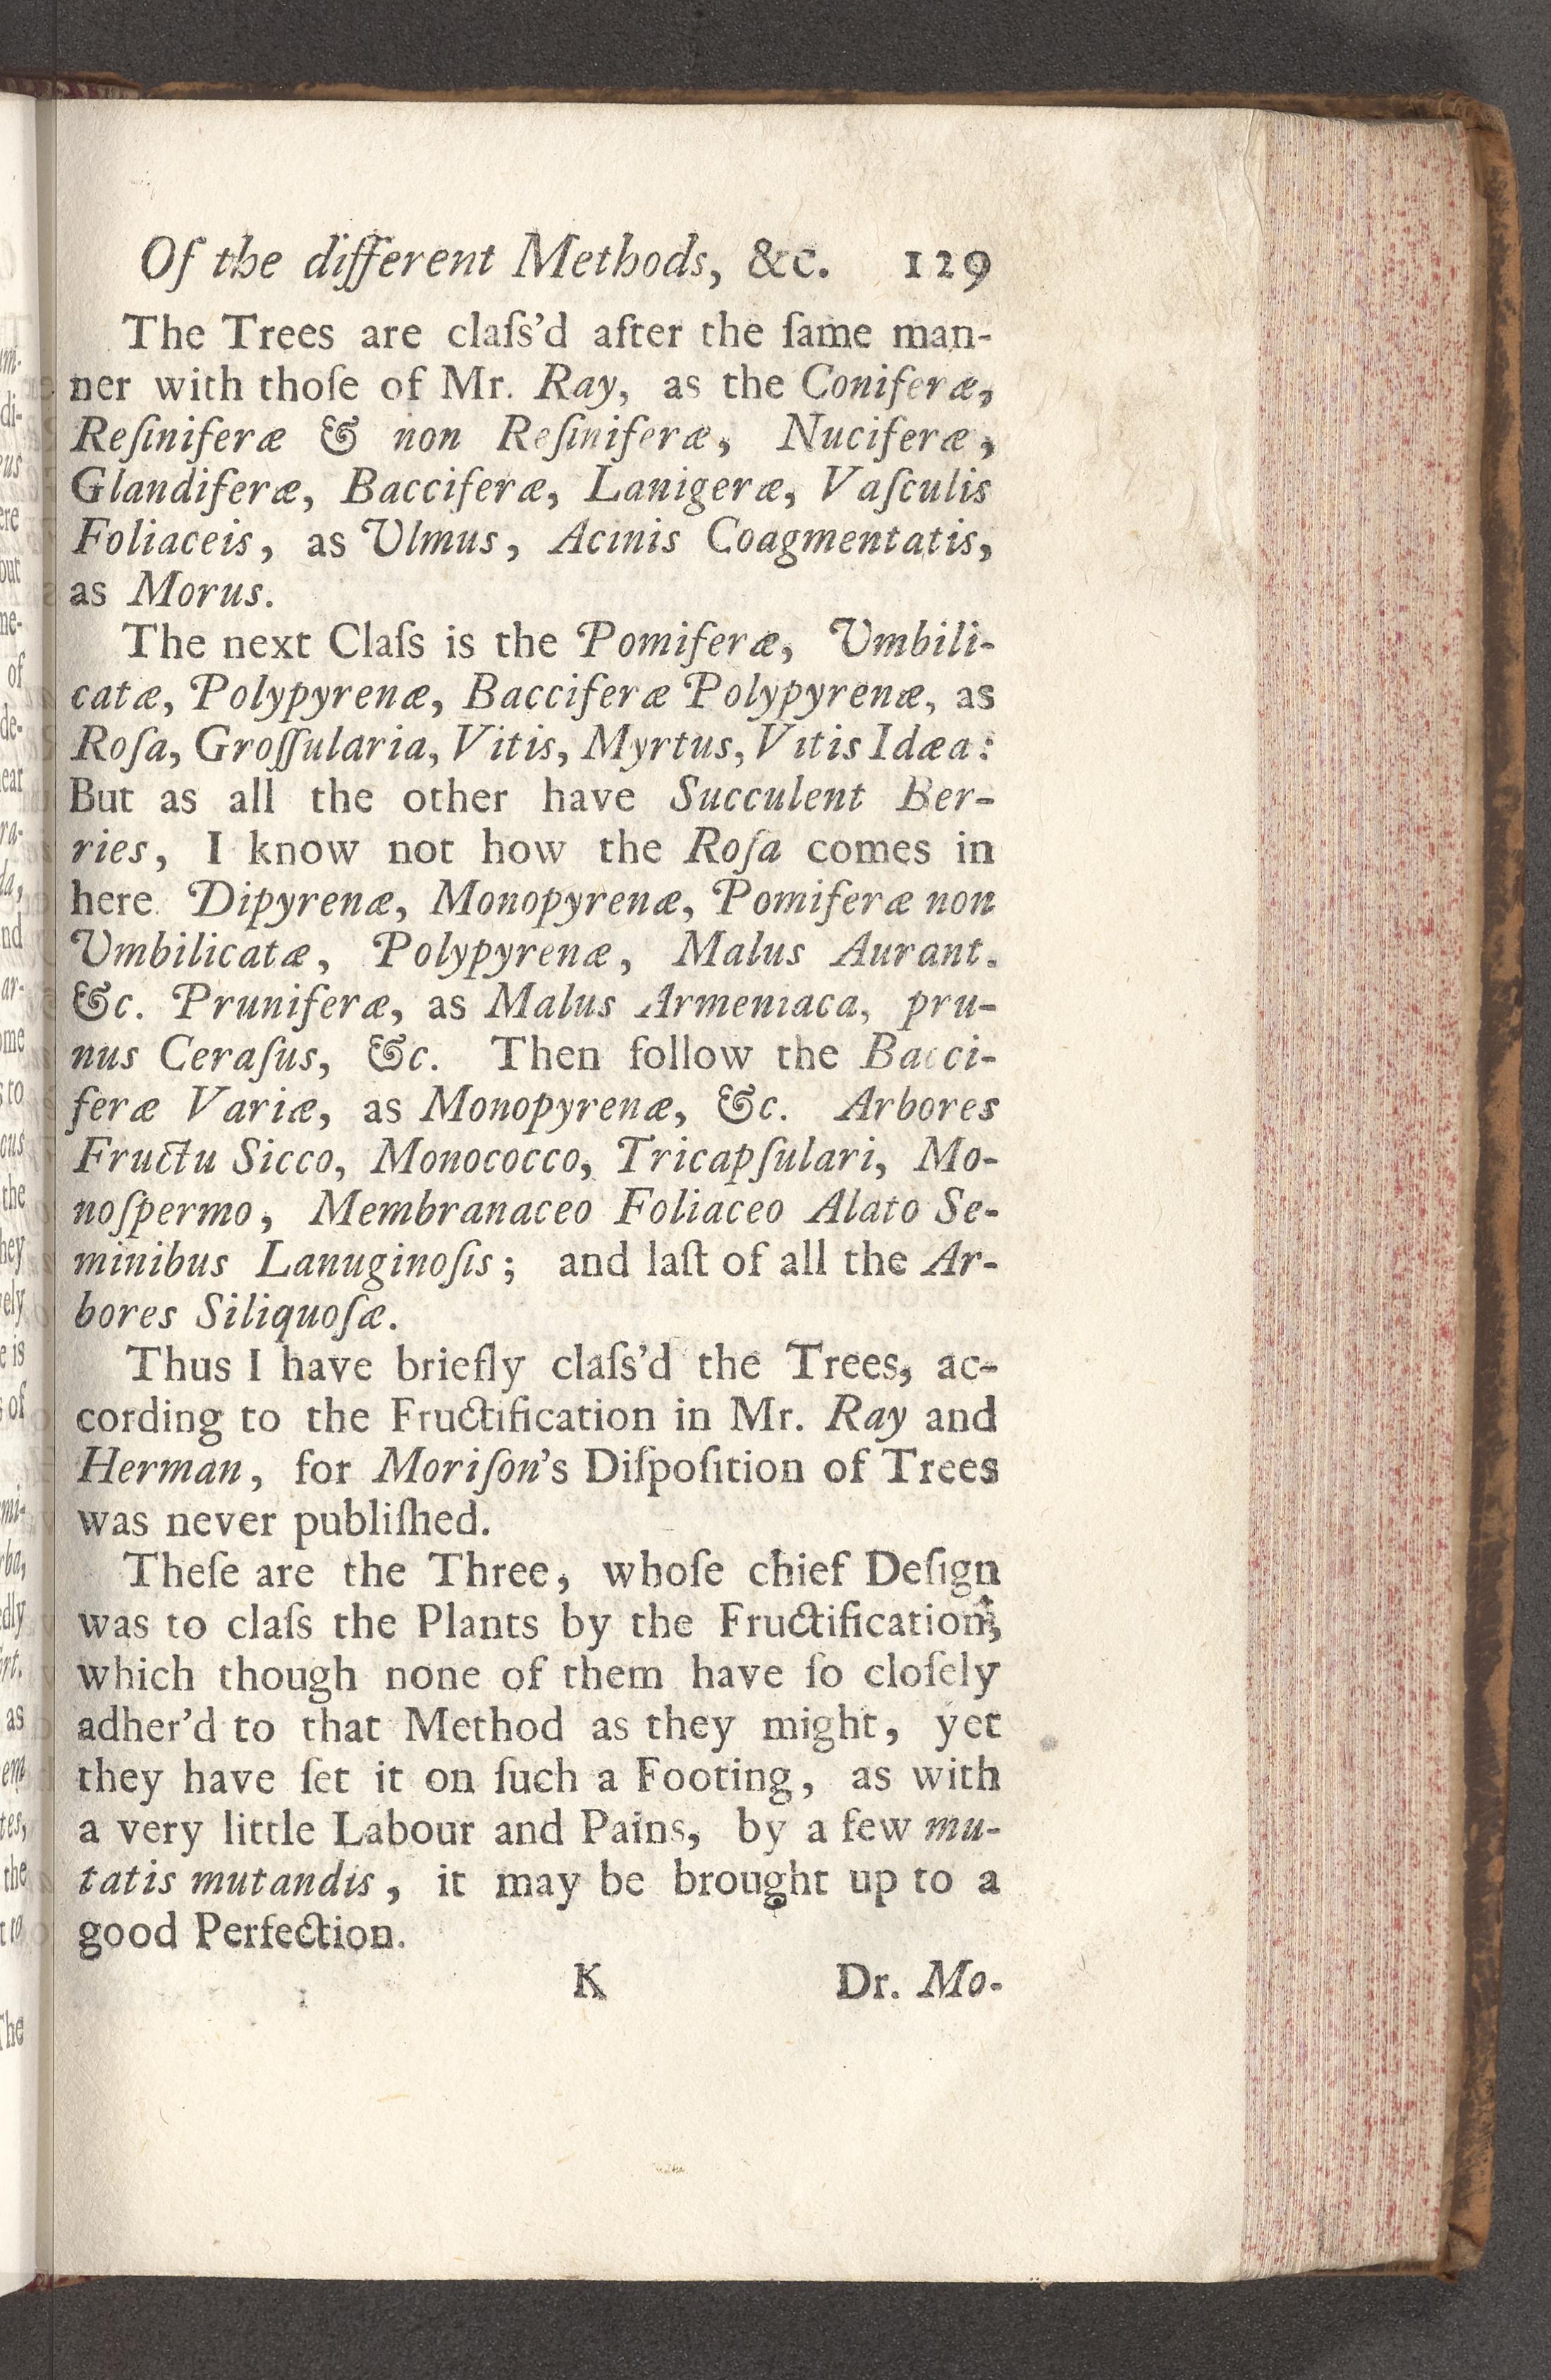 Of the different Methods, &c. 129
The Trees are claſs'd after the ſame man-
ner with thoſe of Mr. Ray, as the Coniferæ,
Reſiniferæ & non Reſiniferæ, Nuciferæ,
Glandiferæ, Bacciferæ, Lanigeræ, Vaſculis
Foliaceis, as Ulmus, Acinis Coagmentatis,
as Morus.
The next Claſs is the Pomiferæ, Umbili-
catæ, Polypyrenæ, Bacciferæ Polypyrenæ, as
Roſa, Groſſularia, Vitis, Myrtus, Vitis Idæa:
But as all the other have Succulent Ber-
ries, I know not how the Roſa comes in
here. Dipyrenæ, Monopyrenæ, Pomiferæ non
Umbilicatæ, Polypyrenæ, Malus Aurant.
&c. Pruniferæ, as Malus Armeniaca, pru-
nus Ceraſus, &c. Then follow the Bacci-
feræ Variæ, as Monopyrenæ, &c. Arbores
Fructu Sicco, Monococco, Tricapſulari, Mo-
noſpermo, Membranaceo Foliaceo Alato Se-
minibus Lanuginoſis; and laſt of all the Ar-
bores Siliquoſæ.
Thus I have briefly claſs'd the Trees, ac-
cording to the Fructification in Mr. Ray and
Herman, for Moriſon's Diſpoſition of Trees
was never publiſhed.
Theſe are the Three, whoſe chief Deſign
was to claſs the Plants by the Fructification;
which though none of them have ſo cloſely
adher'd to that Method as they might, yet
they have ſet it on ſuch a Footing, as with
a very little Labour and Pains, by a few mu-
tatis mutandis, it may be brought up to a
good Perfection.
K Dr. Mo-